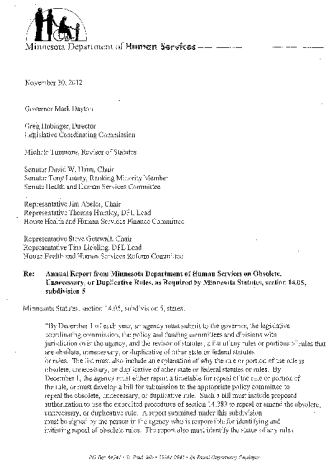 Minnesota Department of Human Services
November 30, 2012
Governor Mark Dayton
Greg Hubinger, Director
Legislative Coordinating Commission
Michele Timmons, Revisor of Statutes
Senator David W. Hann, Chair
Senator Tony Lourey, Ranking Minority Member
Senate Health and Human Services Committee
Representative Jim Abeler, Chair
Representative Thomas Huntley, DFL Lead
House Health and Human Services Finance Committee
Representative Steve Gottwalt, Chair
Representative Tina Liebling, DFL Lead
House Health and Human Services Reform Committee
Re: Annual Report from Minnesota Department of Human Services on Obsolete,
Unnecessary, or Duplicative Rules, as Required by Minnesota Statutes, section 14.05,
subdivision 5
Minnesota Statutes, section 14.05, subdivision 5, states:
"By December 1 of each year, an agency must submit to the governor, the legislative
coordinating commission, the policy and funding committees and divisions with
jurisdiction over the agency, and the revisor of statutes, a list of any rules or portions of rules that
are obsolete, unnecessary, or duplicative of other state or federal statutes
or rules. The list must also include an explanation of why the rule or portion of the rule is
obsolete, unnecessary, or duplicative of other state or federal statutes or rules. By
December 1, the agency must either report a timetable for repeal of the rule or portion of
the rule, or must develop a bill for submission to the appropriate policy committee to
repeal the obsolete, unnecessary, or duplicative rule. Such a bill must include proposed
authorization to use the expedited procedures of section 14.389 to repeal or amend the obsolete,
unnecessary, or duplicative rule. A report submitted under this subdivision
must be signed by the person in the agency who is responsible for identifying and
initiating repeal of obsolete rules. The report also must identify the status of any rules
PO Box • St. Paul, MN • • An Equal Opportunity Employer